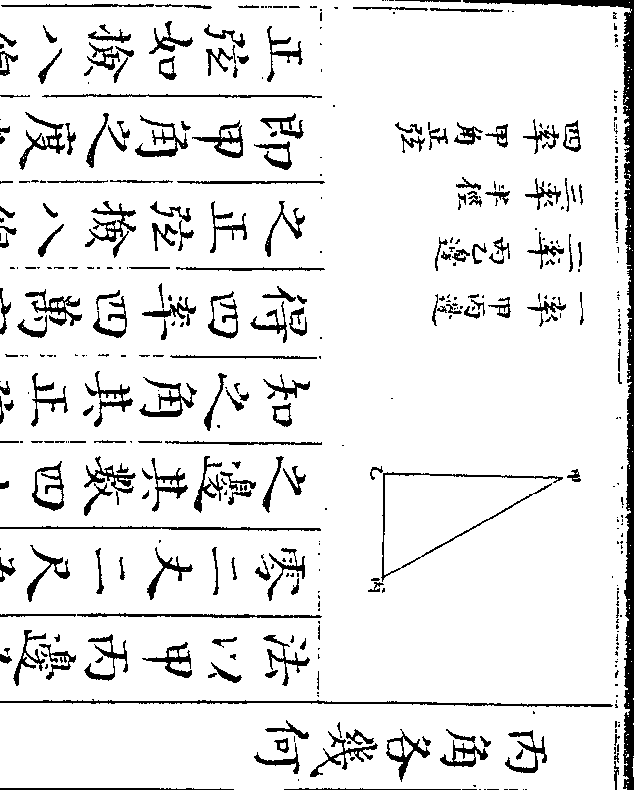 丙角各幾何
一率 甲丙邊
二率 丙乙邊
三率 半徑
四率 甲角正弦
甲
乙
丙
法以甲丙邊
零二丈二尺
之邊其數四
知之角其正
得四率四萬
之正弦檢八
即甲角之度
正弦如檢八